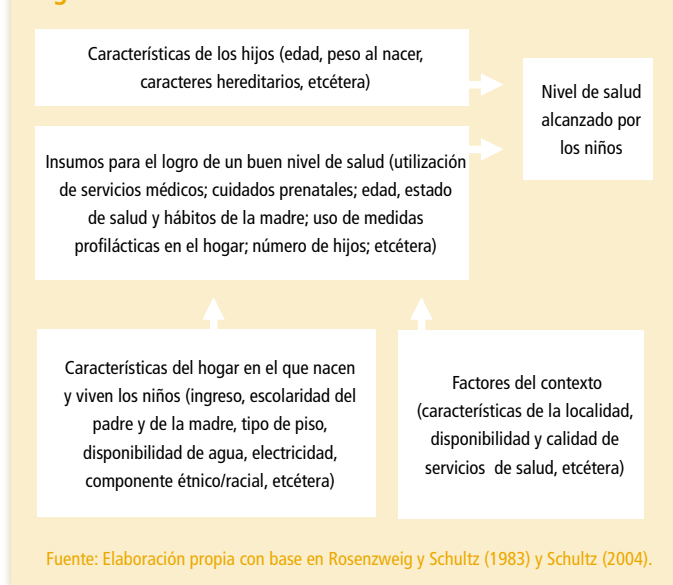 Características de los hijos (edad, peso al nacer,
caracteres hereditarios, etcétera)
Nivel de salud
alcanzado por
los niños
Insumos para el logro de un buen nivel de salud (utilización
de servicios médicos; cuidados prenatales; edad, estado
de salud y hábitos de la madre; uso de medidas
profilácticas en el hogar; número de hijos; etcétera)
Características del hogar en el que nacen
y viven los niños (ingreso, escolaridad del
padre y de la madre, tipo de piso,
disponibilidad de agua, electricidad,
componente étnico/racial, etcétera)
Factores del contexto
(características de la localidad,
disponibilidad y calidad de
servicios de salud, etcétera)
Fuente: Elaboración propia con base en Rosenzweig y Schultz (1983) y Schultz (2004).